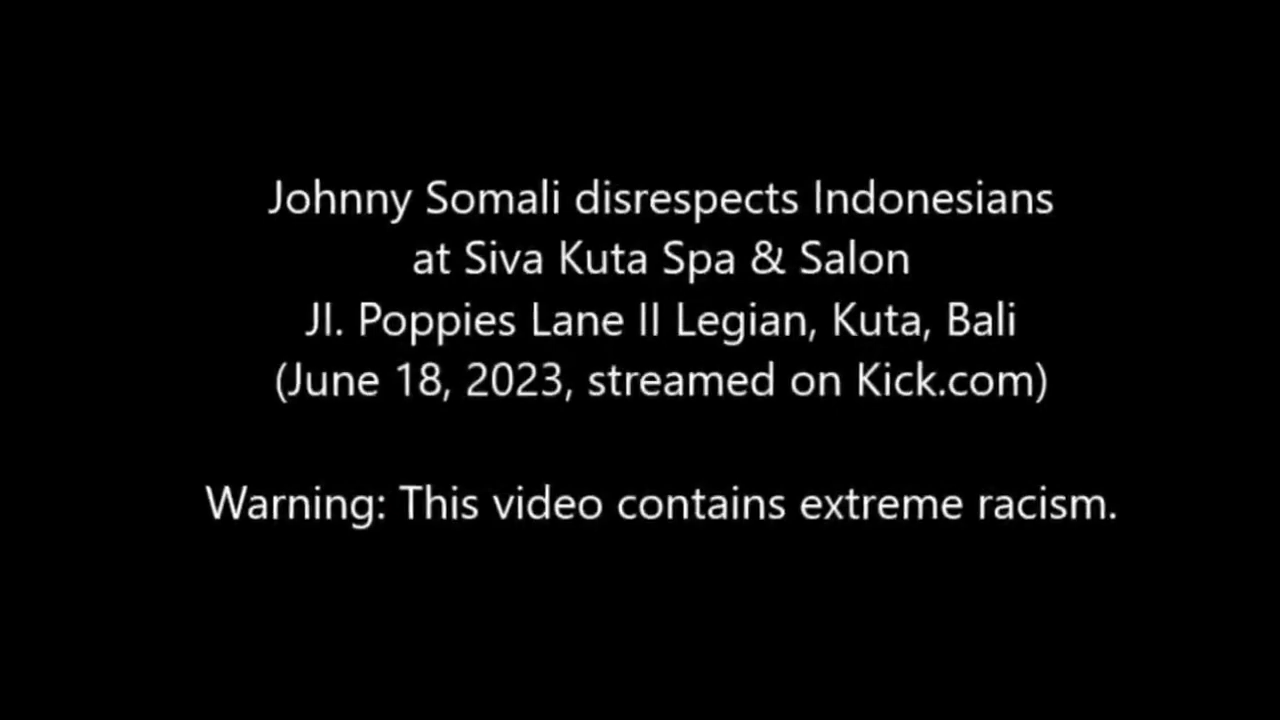 Johnny Somali disrespects Indonesians
at Siva Kuta Spa & Salon
Jl. Poppies Lane II Legian, Kuta, Bali
(June 18, 2023, streamed on Kick.com)
Warning: This video contains extreme racism.